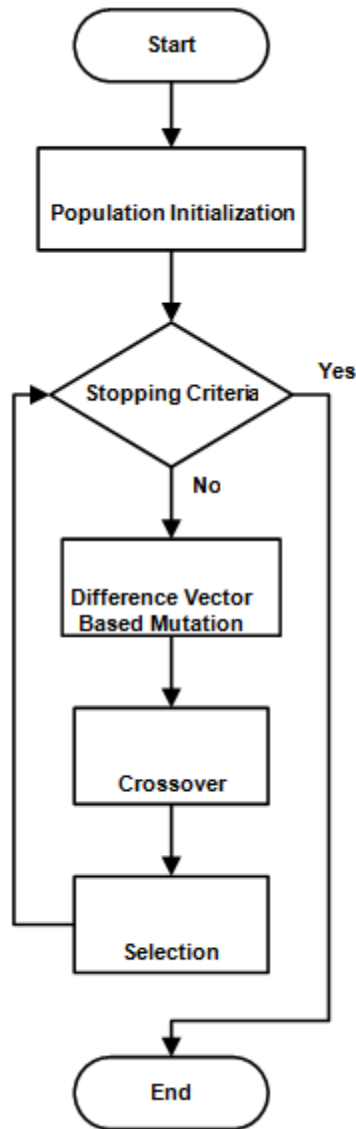 Start
Population Initialization
Stopping Criteria
Yes
No
Difference Vector
Based Mutation
Crossover
Selection
End